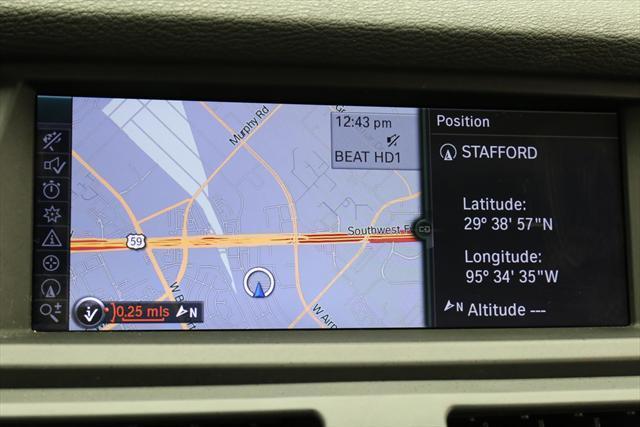 Murphy Rd
12:43 pm
BEAT HD1
Position
STAFFORD
Latitude:
29° 38' 57"N
Longitude:
95° 34' 35"W
N Altitude ---
59
Southwest
0.25 mls
N